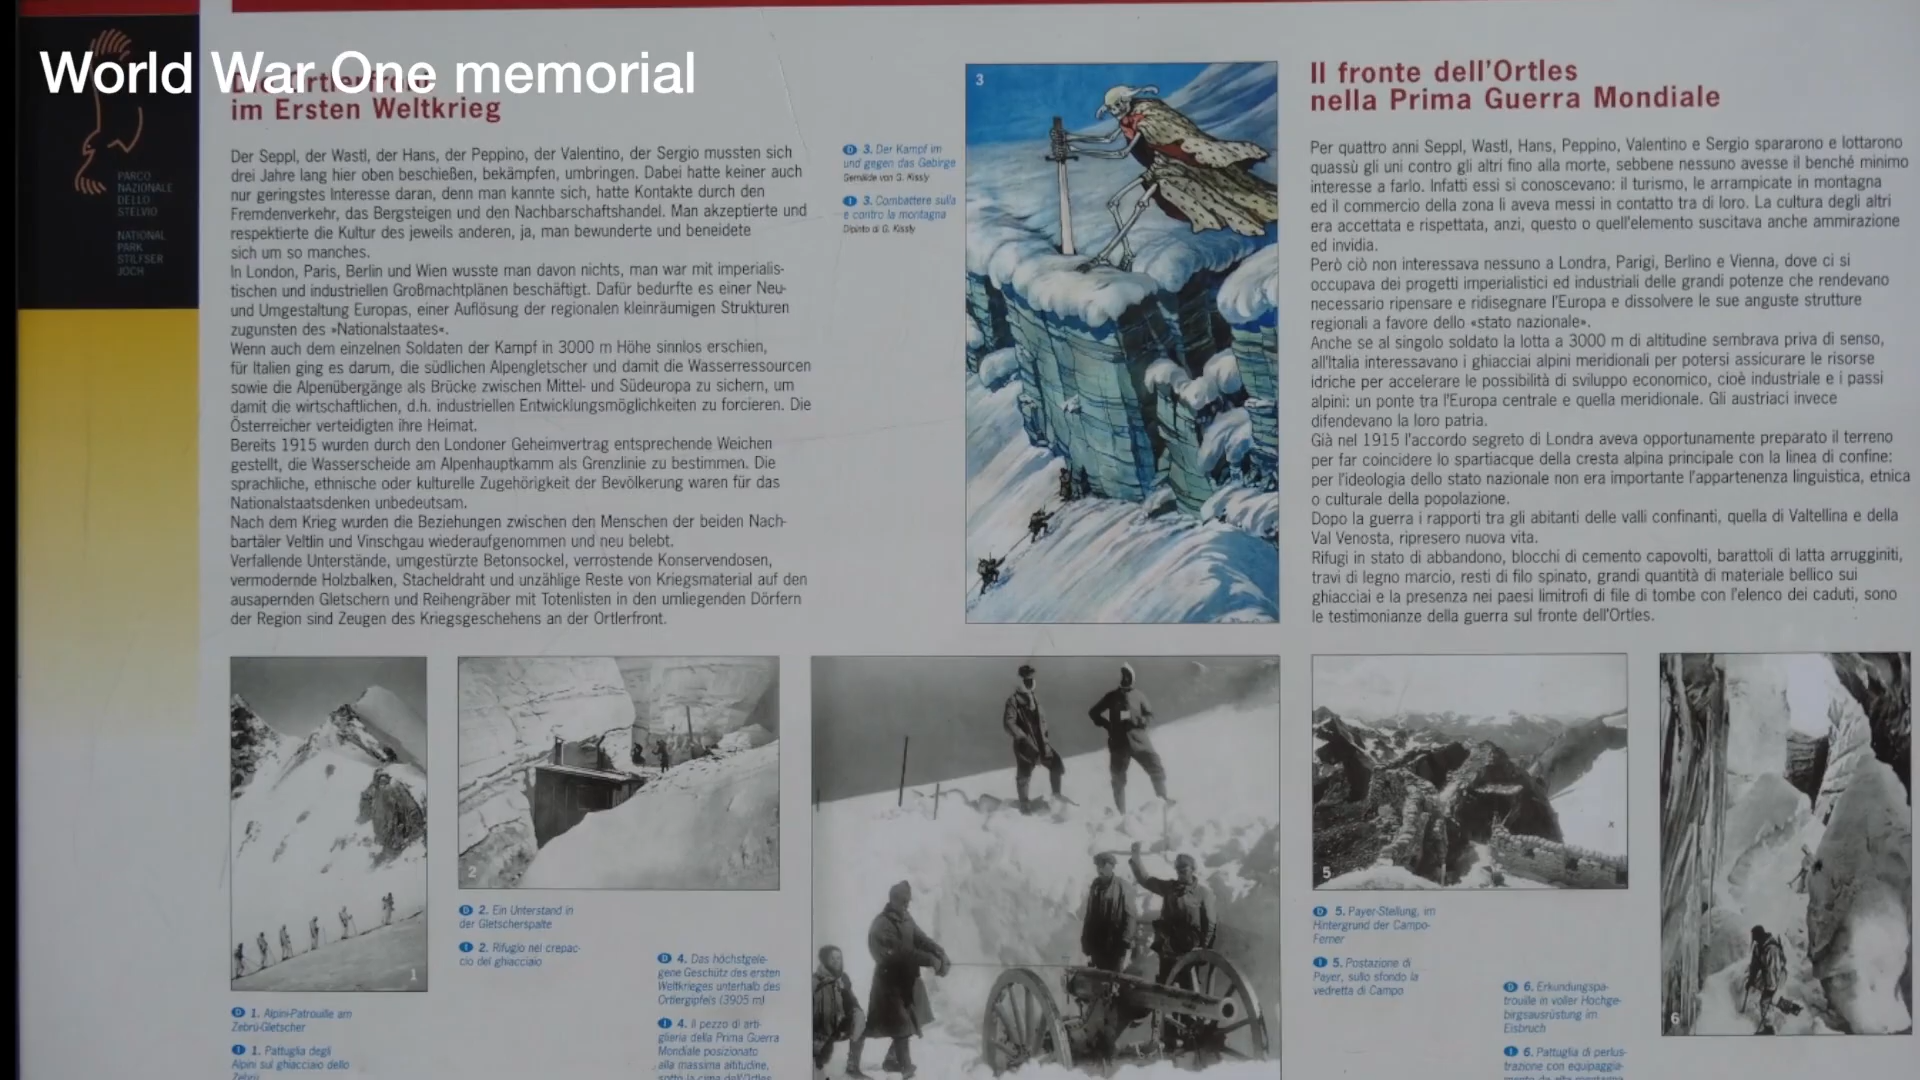 World War One memorial
im Ersten Weltkrieg
Der Seppl, der Wastl, der Hans, der Peppino, der Valentino, der Sergio mussten sich
drei Jahre lang hier oben beschießen, bekämpfen, umbringen. Dabei hatte keiner auch
nur geringstes Interesse daran, denn man kannte sich, hatte Kontakte durch den
Fremdenverkehr, das Bergsteigen und den Nachbarschaftshandel. Man akzeptierte und
respektierte die Kultur des jeweils anderen, ja, man bewunderte und beneidete
sich um so manches.
In London, Paris, Berlin und Wien wusste man davon nichts, man war mit imperialis-
tischen und industriellen Großmachtplänen beschäftigt. Dafür bedurfte es einer Neu-
und Umgestaltung Europas, einer Auflösung der regionalen kleinräumigen Strukturen
zugunsten des »Nationalstaates«.
Wenn auch dem einzelnen Soldaten der Kampf in 3000 m Höhe sinnlos erschien,
für Italien ging es darum, die südlichen Alpengletscher und damit die Wasserressourcen
sowie die Alpenübergänge als Brücke zwischen Mittel- und Südeuropa zu sichern, um
damit die wirtschaftlichen, d.h. industriellen Entwicklungsmöglichkeiten zu forcieren. Die
Österreicher verteidigten ihre Heimat.
Bereits 1915 wurden durch den Londoner Geheimvertrag entsprechende Weichen
gestellt, die Wasserscheide am Alpenhauptkamm als Grenzlinie zu bestimmen. Die
sprachliche, ethnische oder kulturelle Zugehörigkeit der Bevölkerung waren für das
Nationalstaatsdenken unbedeutsam.
Nach dem Krieg wurden die Beziehungen zwischen den Menschen der beiden Nach-
bartäler Veltlin und Vinschgau wiederaufgenommen und neu belebt.
Verfallende Unterstände, umgestürzte Betonsockel, verrostende Konservendosen,
vermodernde Holzbalken, Stacheldraht und unzählige Reste von Kriegsmaterial auf den
ausapernden Gletschern und Reihengräber mit Totenlisten in den umliegenden Dörfern
der Region sind Zeugen des Kriegsgeschehens an der Ortlerfront.
PARCO
NAZIONALE
DELLO
STELVIO
NATIONAL
PARK
STILFSER
JOCH
D 3. Der Kampf im
und gegen das Gebirge
Gemälde von G. Kissly
I 3. Combattere sulla
e contro la montagna
Dipinto di G. Kissly
3
Il fronte dell'Ortles
nella Prima Guerra Mondiale
Per quattro anni Seppl, Wastl, Hans, Peppino, Valentino e Sergio spararono e lottarono
quassù gli uni contro gli altri fino alla morte, sebbene nessuno avesse il benché minimo
interesse a farlo. Infatti essi si conoscevano: il turismo, le arrampicate in montagna
ed il commercio della zona li aveva messi in contatto tra di loro. La cultura degli altri
era accettata e rispettata, anzi, questo o quell'elemento suscitava anche ammirazione
ed invidia.
Però ciò non interessava nessuno a Londra, Parigi, Berlino e Vienna, dove ci si
occupava dei progetti imperialistici ed industriali delle grandi potenze che rendevano
necessario ripensare e ridisegnare l'Europa e dissolvere le sue anguste strutture
regionali a favore dello «stato nazionale».
Anche se al singolo soldato la lotta a 3000 m di altitudine sembrava priva di senso,
all'Italia interessavano i ghiacciai alpini meridionali per potersi assicurare le risorse
idriche per accelerare le possibilità di sviluppo economico, cioè industriale e i passi
alpini: un ponte tra l'Europa centrale e quella meridionale. Gli austriaci invece
difendevano la loro patria.
Già nel 1915 l'accordo segreto di Londra aveva opportunamente preparato il terreno
per far coincidere lo spartiacque della cresta alpina principale con la linea di confine:
per l'ideologia dello stato nazionale non era importante l'appartenenza linguistica, etnica
o culturale della popolazione.
Dopo la guerra i rapporti tra gli abitanti delle valli confinanti, quella di Valtellina e della
Val Venosta, ripresero nuova vita.
Rifugi in stato di abbandono, blocchi di cemento capovolti, barattoli di latta arrugginiti,
travi di legno marcio, resti di filo spinato, grandi quantità di materiale bellico sui
ghiacciai e la presenza nei paesi limitrofi di file di tombe con l'elenco dei caduti, sono
le testimonianze della guerra sul fronte dell'Ortles.
1
D 1. Alpini-Patrouille am
Zebrù-Gletscher
I 1. Pattuglia degli
Alpini sul ghiacciaio dello
Zebrù
2
D 2. Ein Unterstand in
der Gletscherspalte
I 2. Rifugio nel crepac-
cio del ghiacciaio
D 4. Das höchstgele-
gene Geschütz des ersten
Weltkrieges unterhalb des
Ortlergipfels (3905 m)
I 4. Il pezzo di arti-
glieria della Prima Guerra
Mondiale posizionato
alla massima altitudine,
sotto la cima dell'Ortles
5
D 5. Payer-Stellung, im
Hintergrund der Campo-
Ferner
I 5. Postazione di
Payer, sullo sfondo la
vedretta di Campo
D 6. Erkundungspa-
trouille in voller Hochge-
birgsausrüstung im
Eisbruch
I 6. Pattuglia di perlus-
trazione con equipaggia-
6